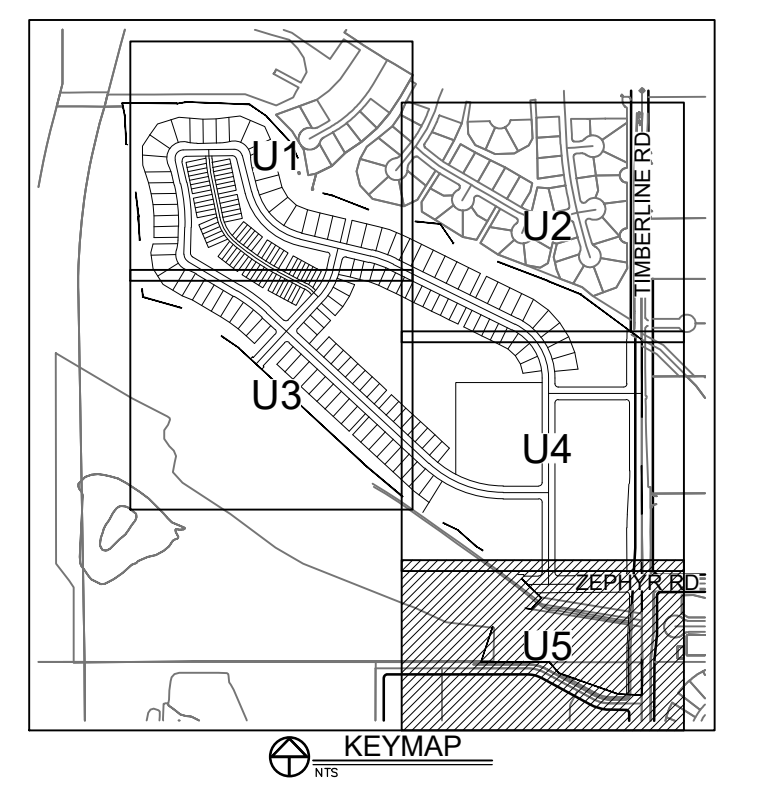 U1
U2
TIMBERLINE RD
U3
U4
ZEPHYR RD
U5
KEYMAP
NTS